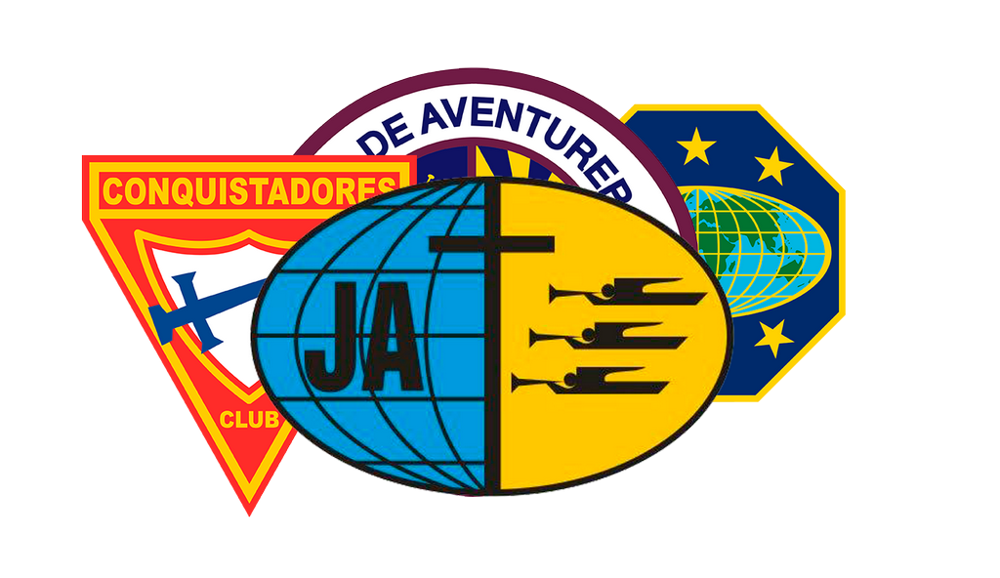 DE AVENTURER
CONQUISTADORES
JA
CLUB